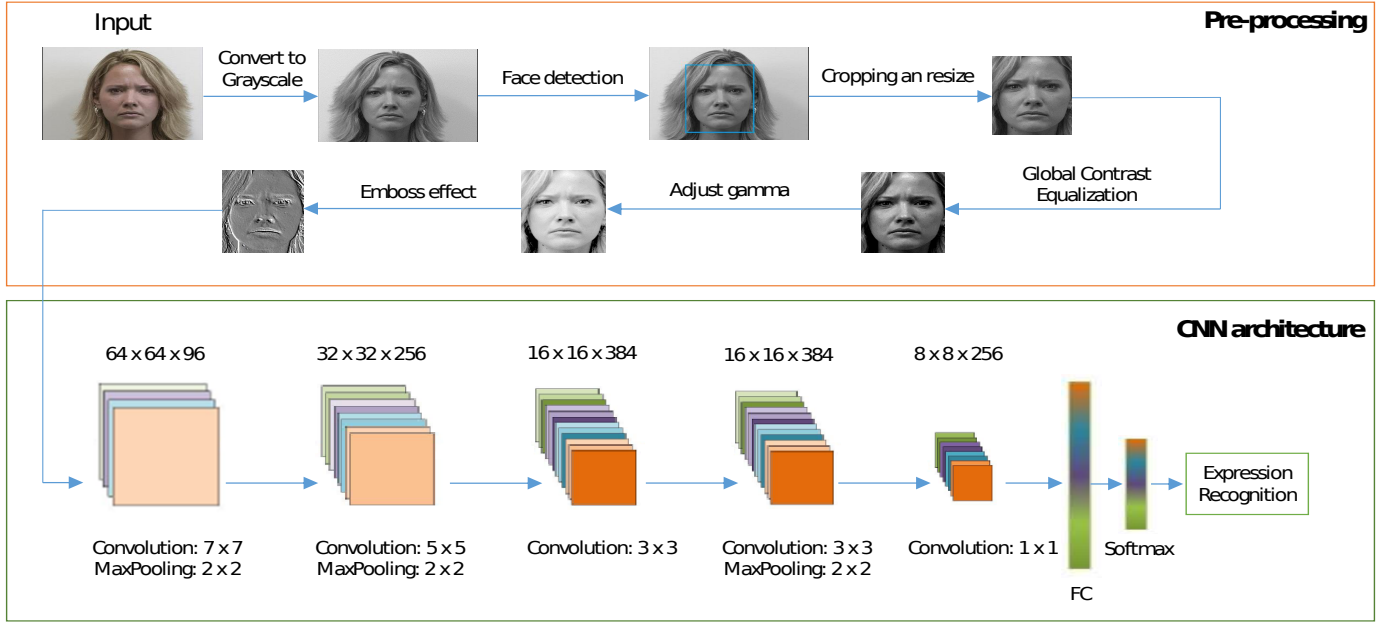 Pre-processing
Input
Convert to
Grayscale
Face detection
Cropping an resize
Global Contrast
Equalization
Adjust gamma
Emboss effect
CNN architecture
64 x 64 x 96
32 x 32 x 256
16 x 16 x 384
16 x 16 x 384
8 x 8 x 256
Expression
Recognition
Convolution: 7 x 7
MaxPooling: 2 x 2
Convolution: 5 x 5
MaxPooling: 2 x 2
Convolution: 3 x 3
Convolution: 3 x 3
MaxPooling: 2 x 2
Convolution: 1 x 1
Softmax
FC